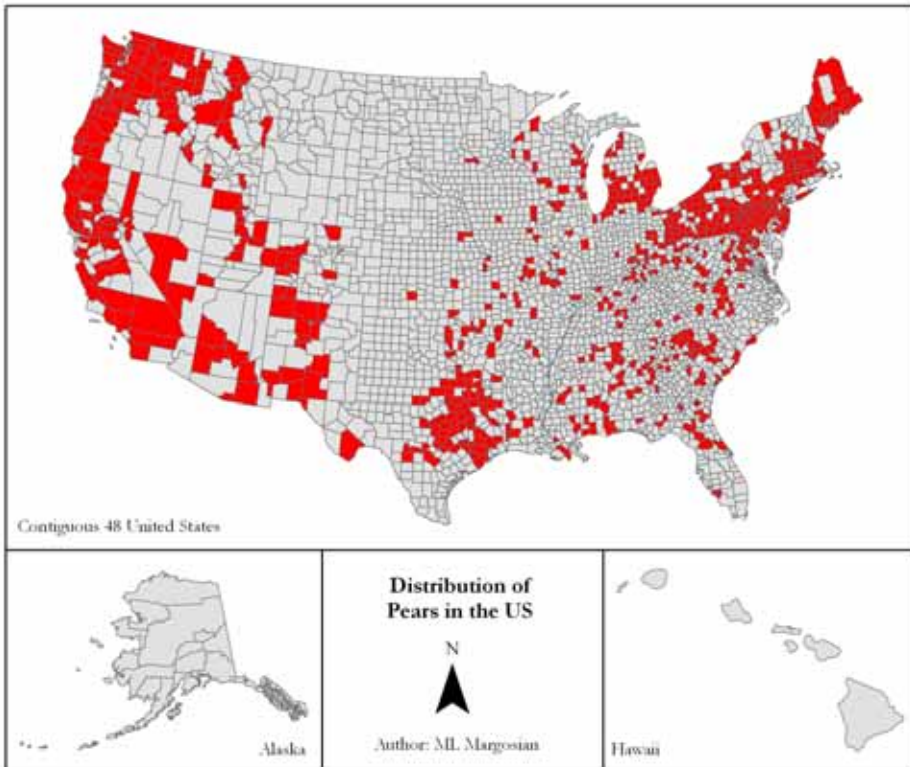 Contiguous 48 United States
Alaska
Distribution of
Pears in the US
N
Author: ML Margosian
Hawaii